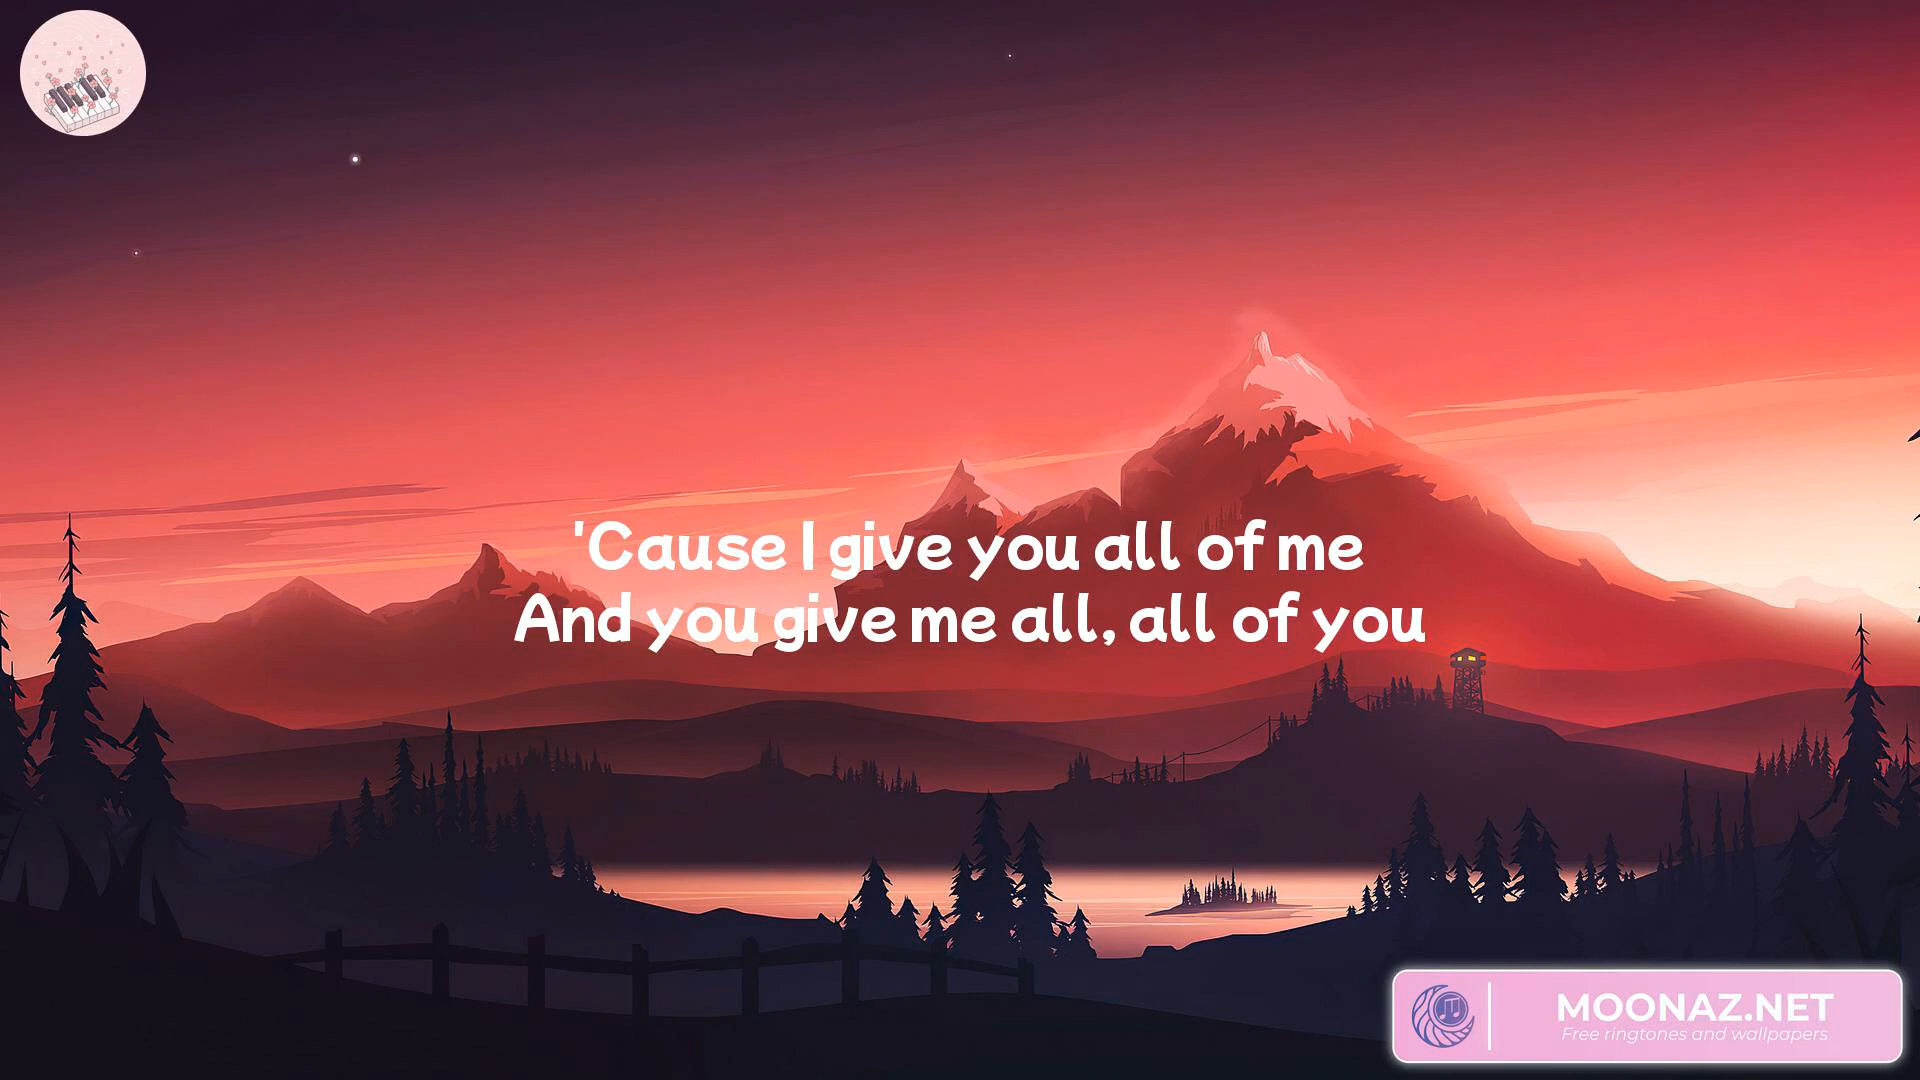 'Cause I give you all of me
And you give me all, all of you
MOONAZ.NET
Free ringtones and wallpapers